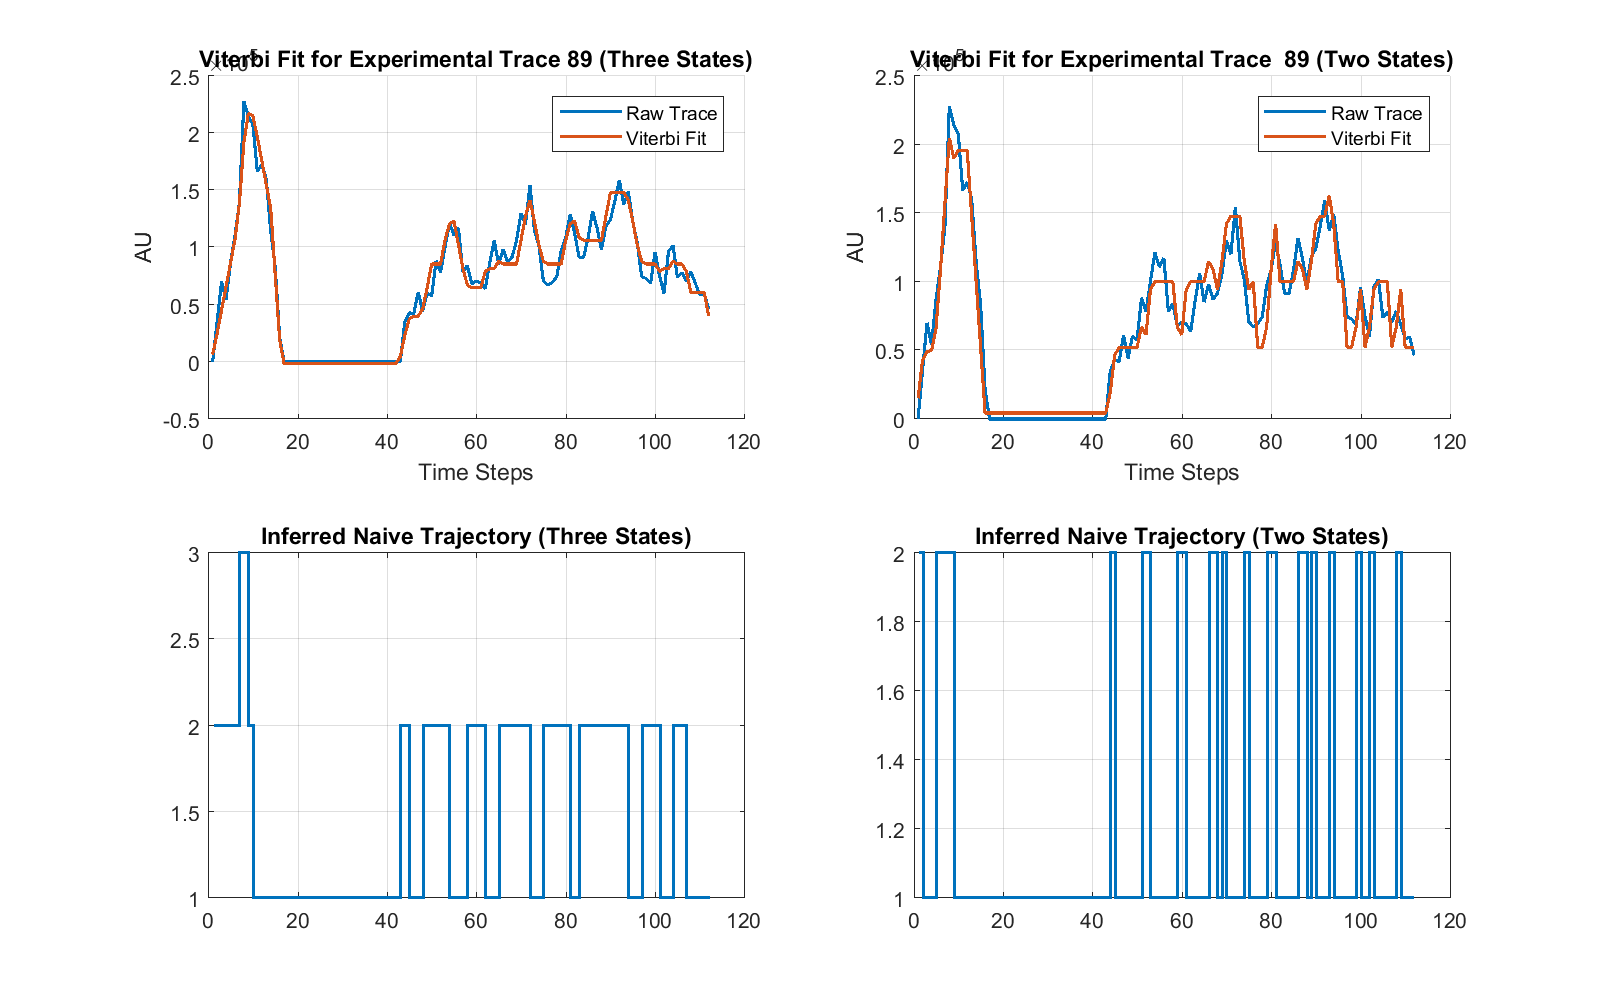 Viterbi Fit for Experimental Trace 89 (Three States)
×10^5
2.5
2
1.5
1
0.5
0
-0.5
AU
Raw Trace
Viterbi Fit
0 20 40 60 80 100 120
Time Steps
Viterbi Fit for Experimental Trace 89 (Two States)
×10^5
2.5
2
1.5
1
0.5
0
AU
Raw Trace
Viterbi Fit
0 20 40 60 80 100 120
Time Steps
Inferred Naive Trajectory (Three States)
3
2.5
2
1.5
1
0 20 40 60 80 100 120
Inferred Naive Trajectory (Two States)
2
1.8
1.6
1.4
1.2
1
0 20 40 60 80 100 120